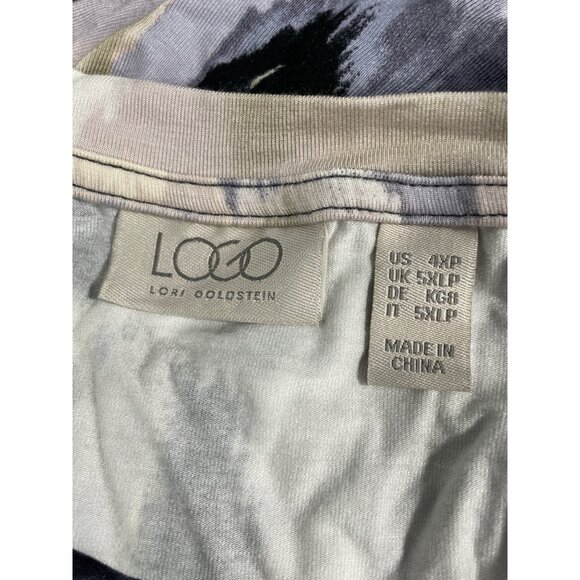 LOGO
LORI GOLDSTEIN
US 4XP
UK 5XLP
DE KG8
IT 5XLP
MADE IN
CHINA